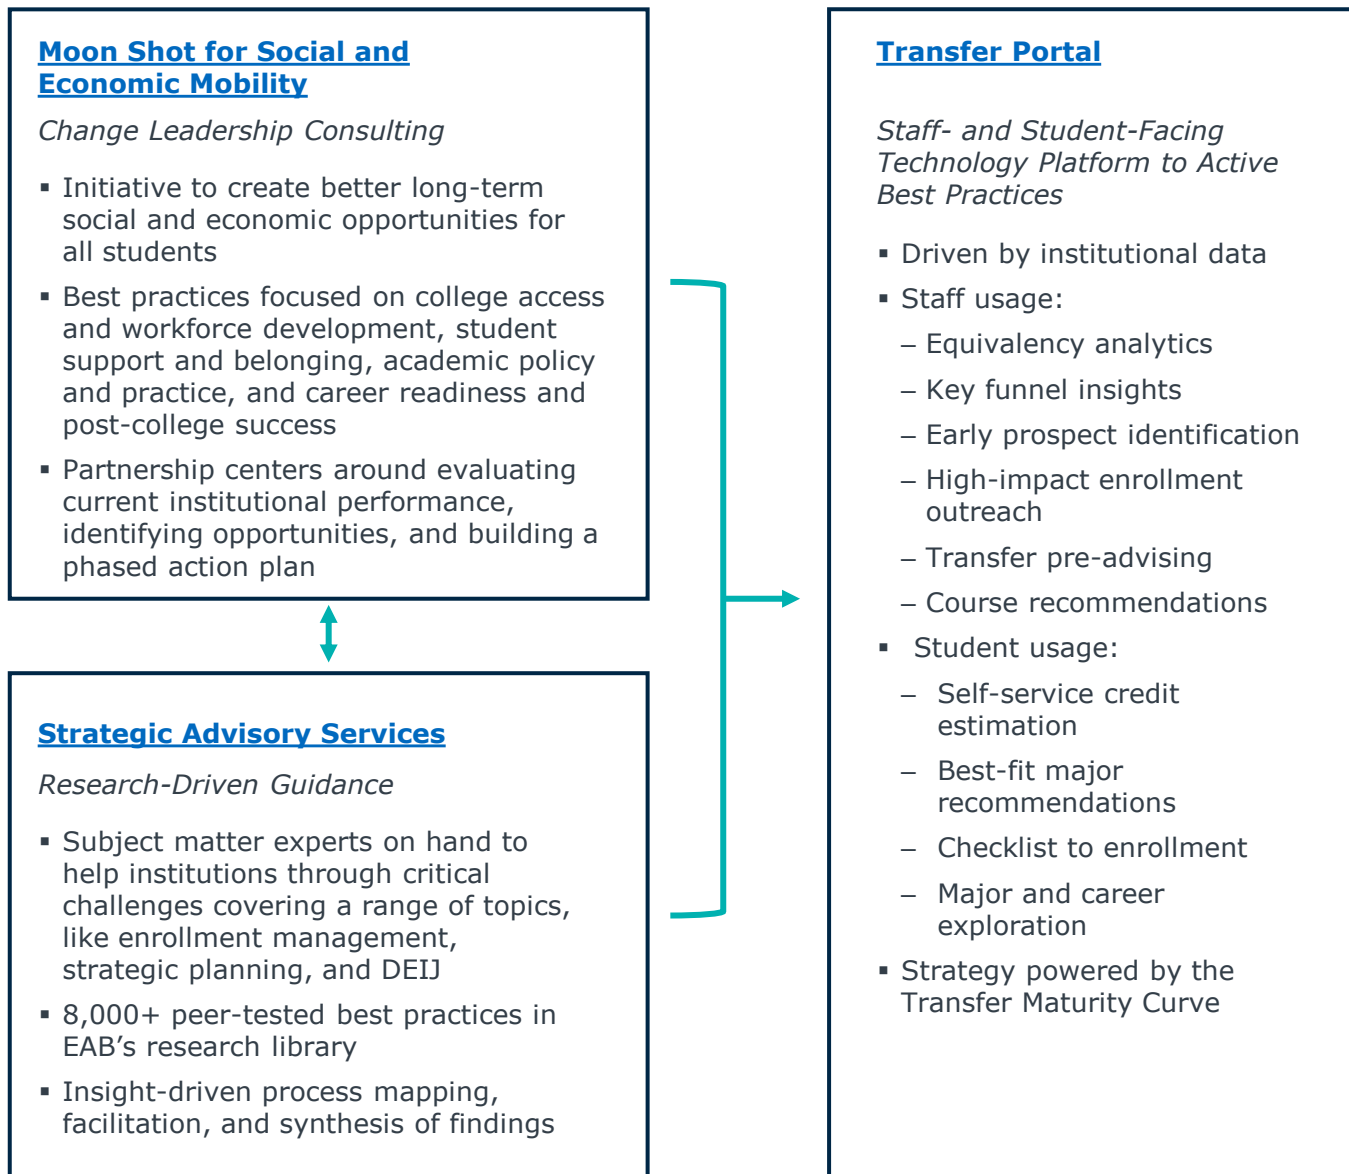 Moon Shot for Social and
Economic Mobility
Change Leadership Consulting
▪ Initiative to create better long-term
social and economic opportunities for
all students
▪ Best practices focused on college access
and workforce development, student
support and belonging, academic policy
and practice, and career readiness and
post-college success
▪ Partnership centers around evaluating
current institutional performance,
identifying opportunities, and building a
phased action plan
Strategic Advisory Services
Research-Driven Guidance
▪ Subject matter experts on hand to
help institutions through critical
challenges covering a range of topics,
like enrollment management,
strategic planning, and DEIJ
▪ 8,000+ peer-tested best practices in
EAB’s research library
▪ Insight-driven process mapping,
facilitation, and synthesis of findings
Transfer Portal
Staff- and Student-Facing
Technology Platform to Active
Best Practices
▪ Driven by institutional data
▪ Staff usage:
– Equivalency analytics
– Key funnel insights
– Early prospect identification
– High-impact enrollment
outreach
– Transfer pre-advising
– Course recommendations
▪ Student usage:
– Self-service credit
estimation
– Best-fit major
recommendations
– Checklist to enrollment
– Major and career
exploration
▪ Strategy powered by the
Transfer Maturity Curve